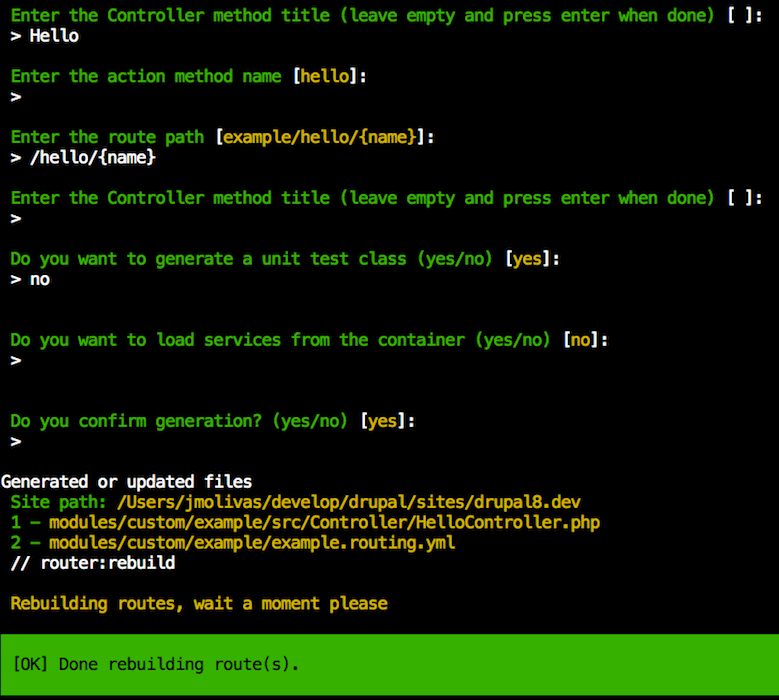 Enter the Controller method title (leave empty and press enter when done) [ ]:
> Hello
Enter the action method name [hello]:
>
Enter the route path [example/hello/{name}]:
> /hello/{name}
Enter the Controller method title (leave empty and press enter when done) [ ]:
>
Do you want to generate a unit test class (yes/no) [yes]:
> no
Do you want to load services from the container (yes/no) [no]:
>
Do you confirm generation? (yes/no) [yes]:
>
Generated or updated files
Site path: /Users/jmolivas/develop/drupal/sites/drupal8.dev
1 - modules/custom/example/src/Controller/HelloController.php
2 - modules/custom/example/example.routing.yml
// router:rebuild
Rebuilding routes, wait a moment please
[OK] Done rebuilding route(s).